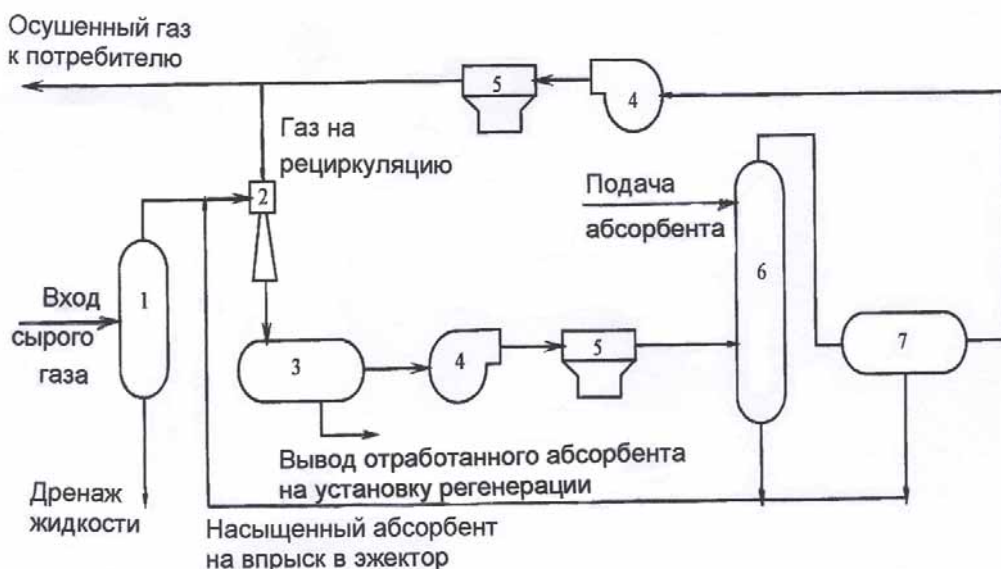 Осушенный газ
к потребителю
5
4
Газ на
рециркуляцию
2
Подача
абсорбента
1
6
Вход
сырого
газа
3
4
5
7
Вывод отработанного абсорбента
на установку регенерации
Дренаж
жидкости
Насыщенный абсорбент
на впрыск в эжектор